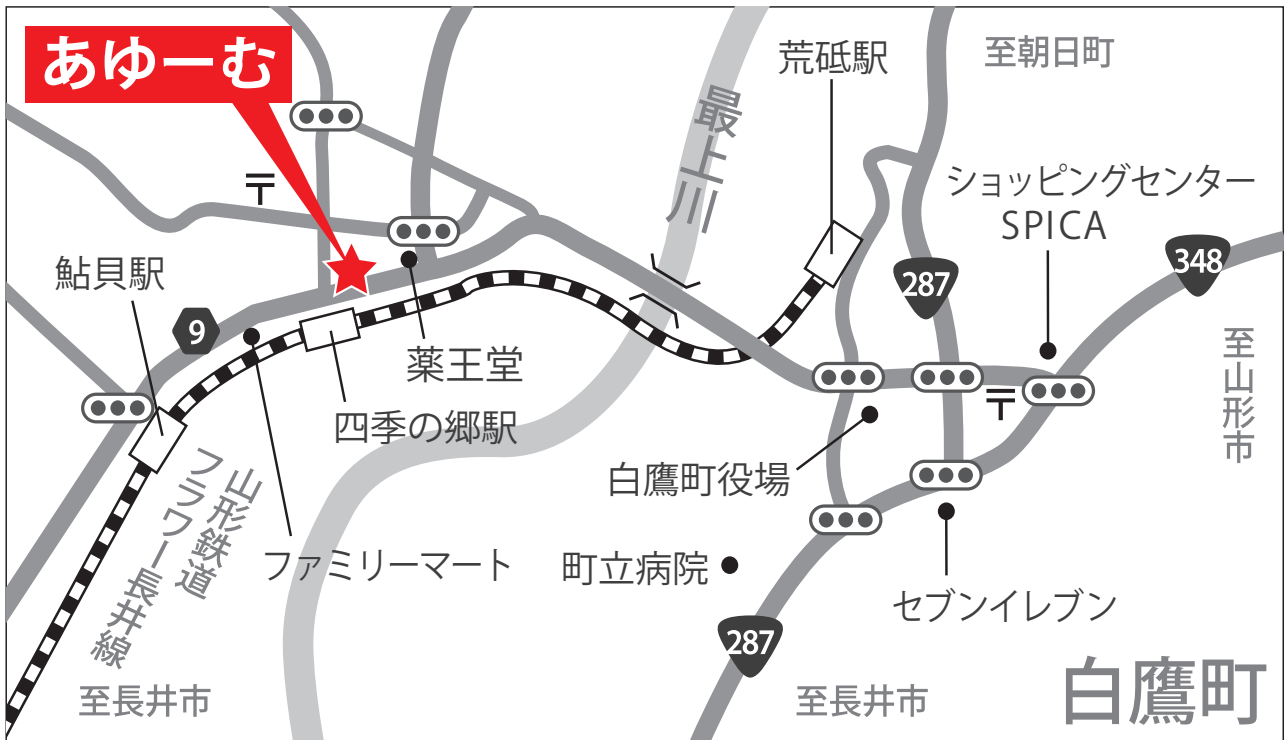 あゆーむ
荒砥駅
至朝日町
最上川
ショッピングセンター
SPICA
〒
鮎貝駅
348
287
9
薬王堂
四季の郷駅
〒
至山形市
白鷹町役場
山形鉄道
フラワー長井線
ファミリーマート
町立病院
セブンイレブン
287
至長井市
至長井市
白鷹町